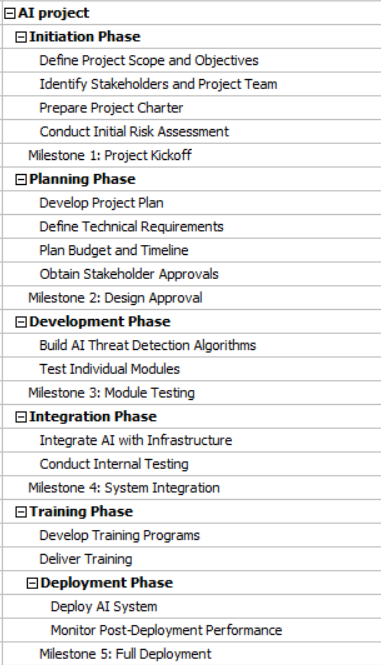 AI project
Initiation Phase
Define Project Scope and Objectives
Identify Stakeholders and Project Team
Prepare Project Charter
Conduct Initial Risk Assessment
Milestone 1: Project Kickoff
Planning Phase
Develop Project Plan
Define Technical Requirements
Plan Budget and Timeline
Obtain Stakeholder Approvals
Milestone 2: Design Approval
Development Phase
Build AI Threat Detection Algorithms
Test Individual Modules
Milestone 3: Module Testing
Integration Phase
Integrate AI with Infrastructure
Conduct Internal Testing
Milestone 4: System Integration
Training Phase
Develop Training Programs
Deliver Training
Deployment Phase
Deploy AI System
Monitor Post-Deployment Performance
Milestone 5: Full Deployment